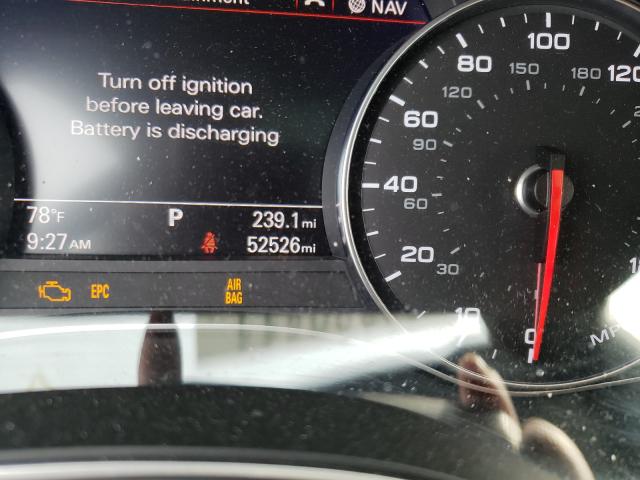 NAV
Turn off ignition
before leaving car.
Battery is discharging
78°F
P
239.1 mi
9:27 AM
52526 mi
EPC
AIR
BAG
0
10
20
30
40
60
60
90
80
120
100
150
180
120